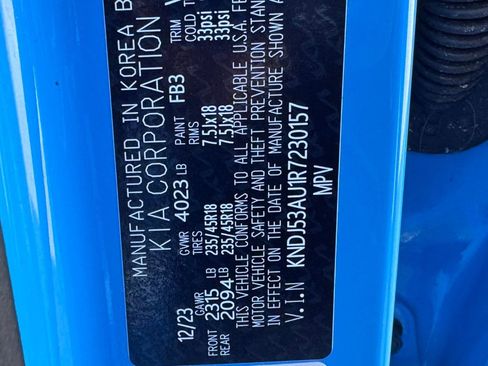 MANUFACTURED IN KOREA B
KIA CORPORATION
12/23 GVWR 4023 LB PAINT FB3 TRIM
GAWR TIRES RIMS COLD
FRONT 2315 LB 235/45R18 7.5Jx18 33psi
REAR 2094 LB 235/45R18 7.5Jx18 33psi
THIS VEHICLE CONFORMS TO ALL APPLICABLE U.S.A. FE
MOTOR VEHICLE SAFETY AND THEFT PREVENTION STAN
IN EFFECT ON THE DATE OF MANUFACTURE SHOWN A
V.I.N KNDJ53AU1R7230157
MPV